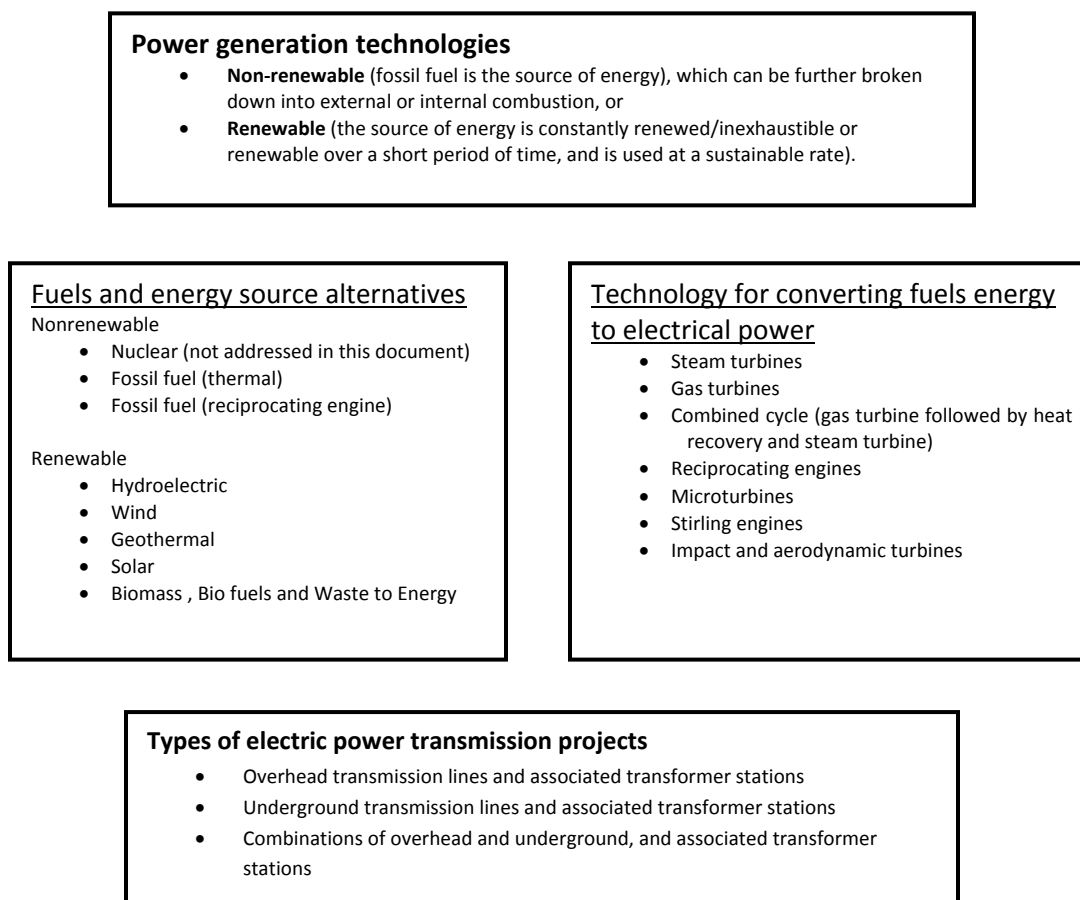 Power generation technologies
• Non-renewable (fossil fuel is the source of energy), which can be further broken
down into external or internal combustion, or
• Renewable (the source of energy is constantly renewed/inexhaustible or
renewable over a short period of time, and is used at a sustainable rate).
Fuels and energy source alternatives
Nonrenewable
• Nuclear (not addressed in this document)
• Fossil fuel (thermal)
• Fossil fuel (reciprocating engine)
Renewable
• Hydroelectric
• Wind
• Geothermal
• Solar
• Biomass , Bio fuels and Waste to Energy
Technology for converting fuels energy
to electrical power
• Steam turbines
• Gas turbines
• Combined cycle (gas turbine followed by heat
recovery and steam turbine)
• Reciprocating engines
• Microturbines
• Stirling engines
• Impact and aerodynamic turbines
Types of electric power transmission projects
• Overhead transmission lines and associated transformer stations
• Underground transmission lines and associated transformer stations
• Combinations of overhead and underground, and associated transformer
stations